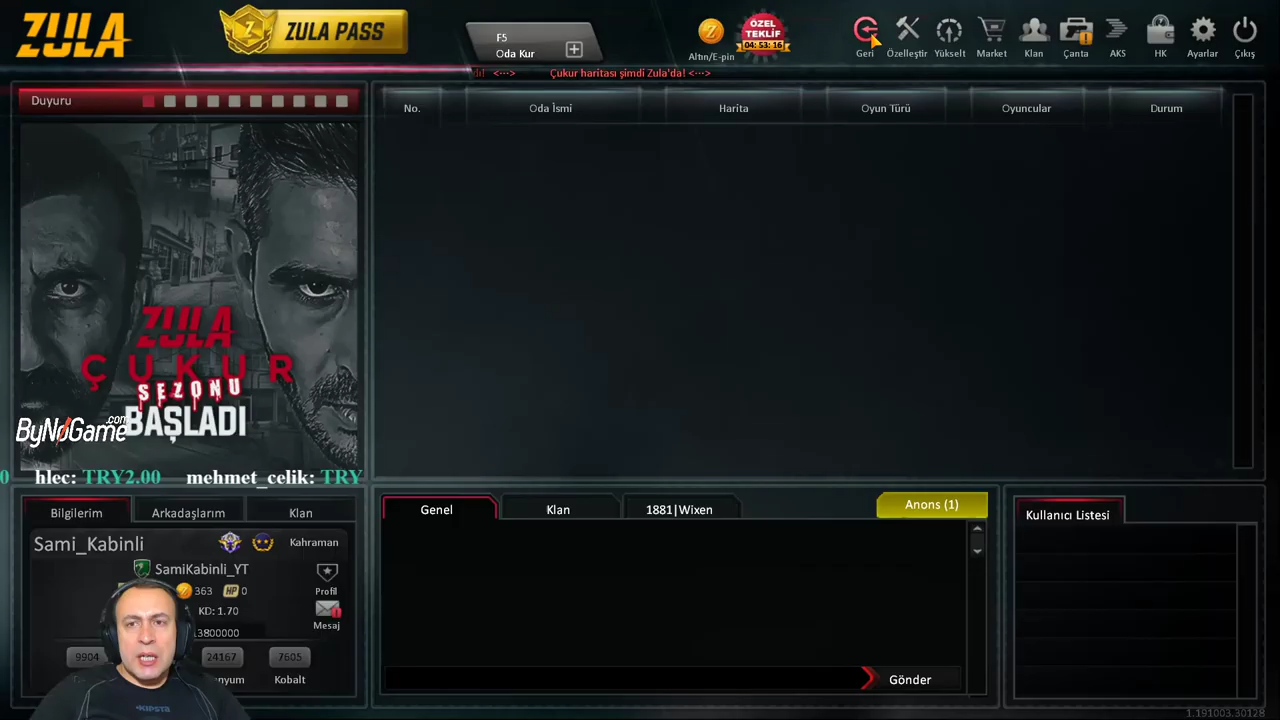 ZULA
ZULA PASS
F5
Oda Kur
Altın/E-pin
ÖZEL
TEKLİF
04: 53: 16
Geri
Özelleştir
Yükselt
Market
Klan
Çanta
AKS
HK
Ayarlar
Çıkış
<---> Çukur haritası şimdi Zula'da! <--->
Duyuru
No.
Oda İsmi
Harita
Oyun Türü
Oyuncular
Durum
ZULA
ÇUKUR
SEZONU
BAŞLADI
ByNoGame.com
0 hlec: TRY2.00 mehmet_celik: TRY
Bilgilerim
Arkadaşlarım
Klan
Sami_Kabinli
Kahraman
SamiKabinli_YT
363
HP 0
Profil
KD: 1.70
Mesaj
13800000
9904
24167
7605
Kobalt
Genel
Klan
1881|Wixen
Anons (1)
Gönder
Kullanıcı Listesi
KIPSTA
1.191003.30128